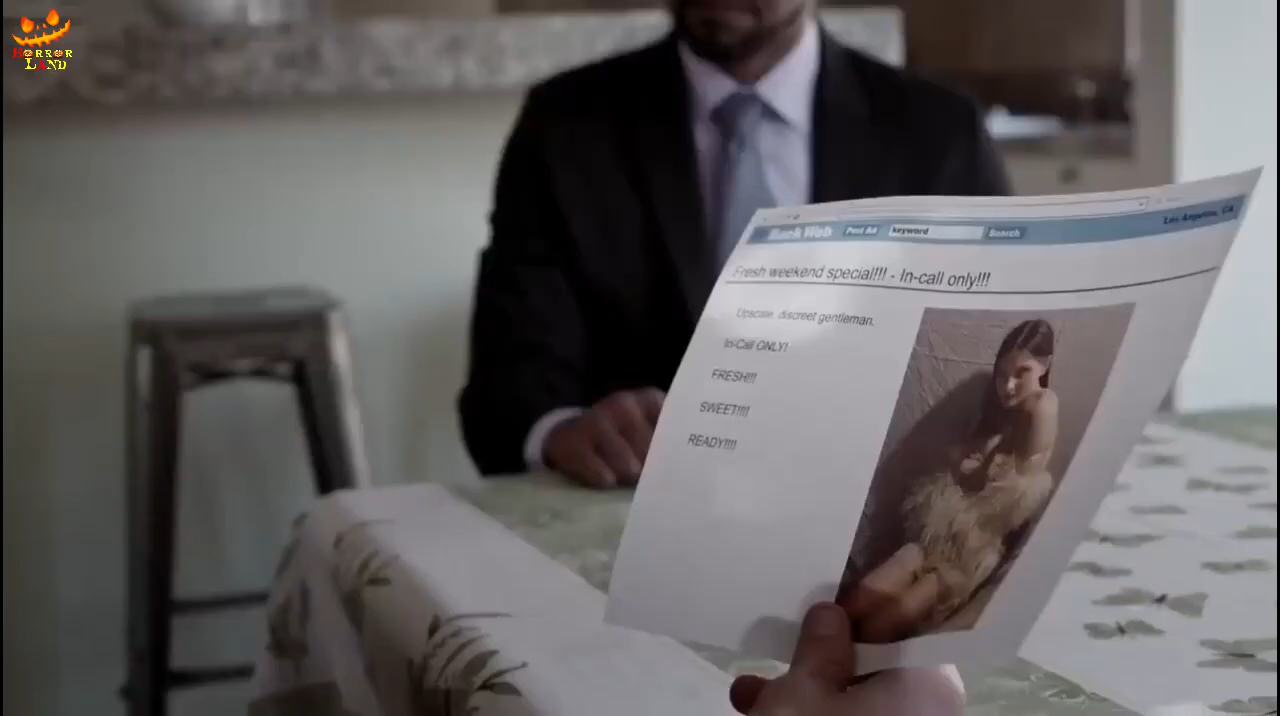 HORROR
LAND
Back Web
Post Ad
keyword
Search
Los Angeles, CA
Fresh weekend special!!! - In-call only!!!
Upscale, discreet gentleman.
In-Call ONLY!
FRESH!!!
SWEET!!!!
READY!!!!